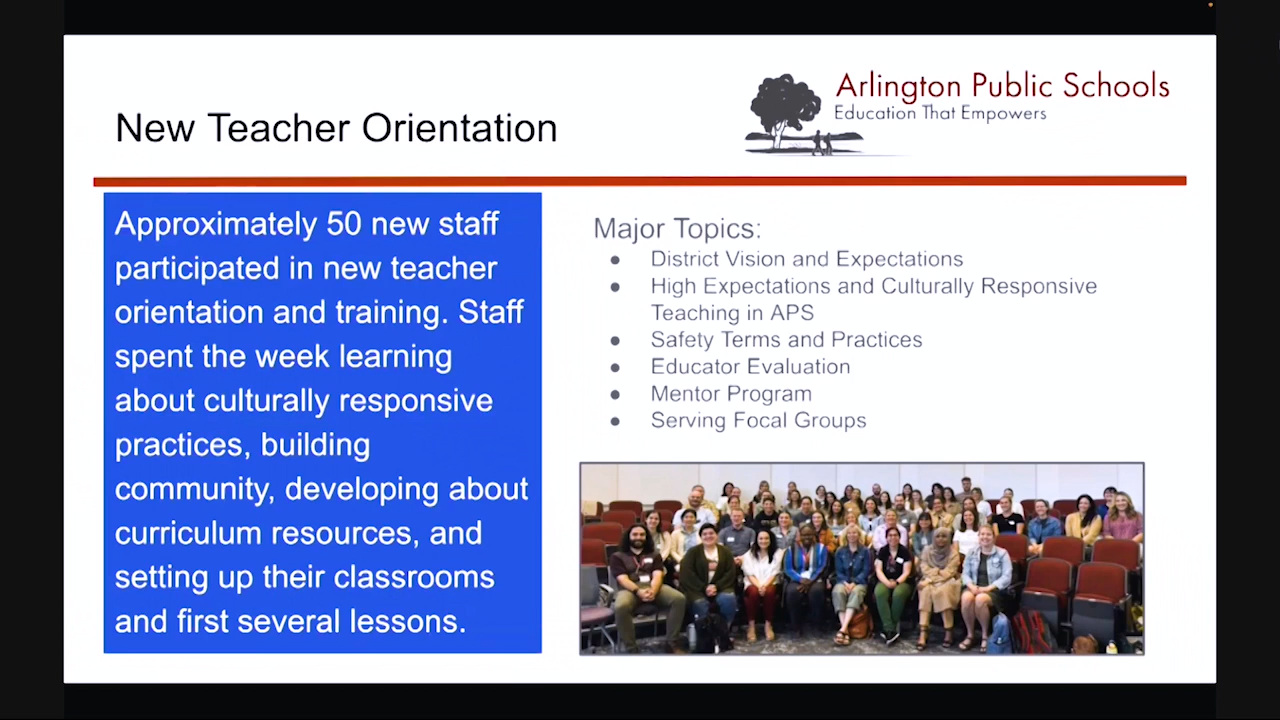 Arlington Public Schools
Education That Empowers
New Teacher Orientation
Approximately 50 new staff
participated in new teacher
orientation and training. Staff
spent the week learning
about culturally responsive
practices, building
community, developing about
curriculum resources, and
setting up their classrooms
and first several lessons.
Major Topics:
● District Vision and Expectations
● High Expectations and Culturally Responsive
Teaching in APS
● Safety Terms and Practices
● Educator Evaluation
● Mentor Program
● Serving Focal Groups